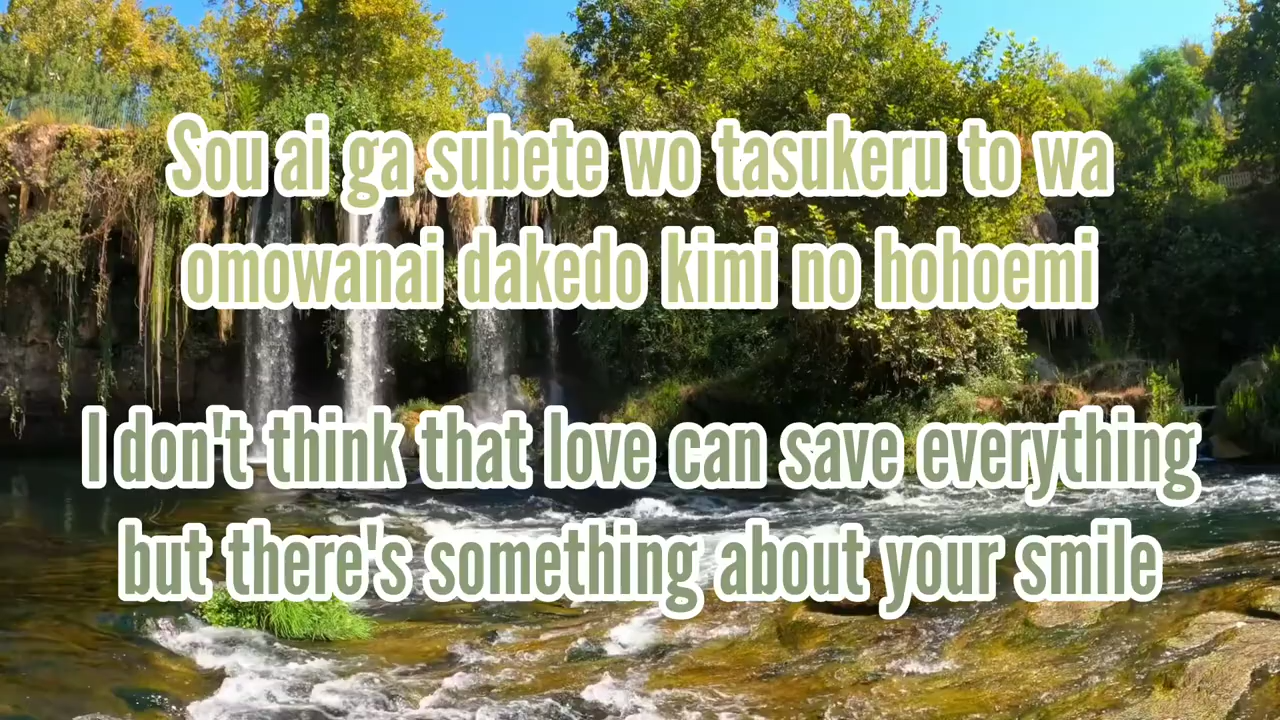 Sou ai ga subete wo tasukeru to wa
omowanai dakedo kimi no hohoemi
I don't think that love can save everything
but there's something about your smile